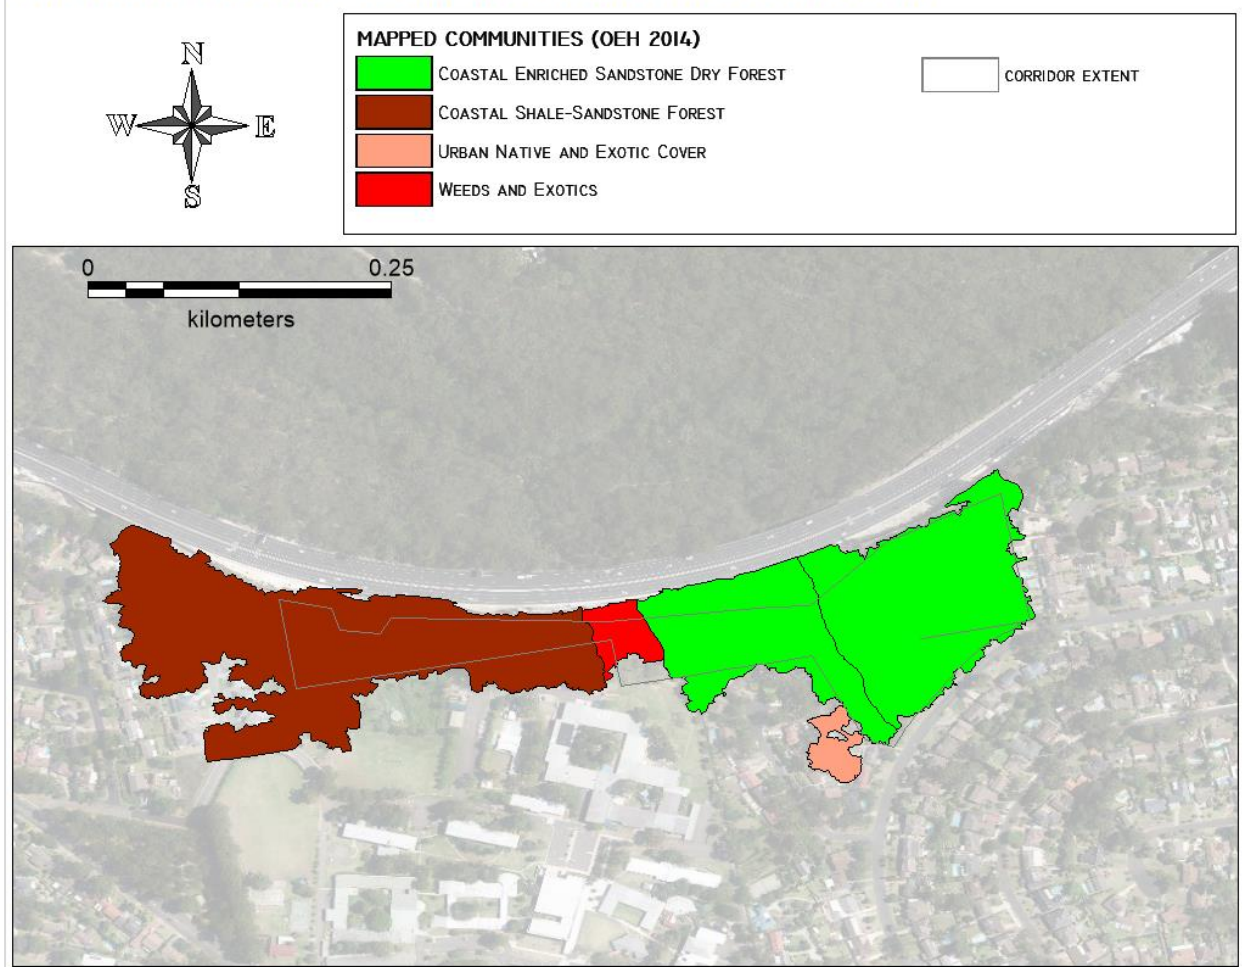 N
W
E
S
MAPPED COMMUNITIES (OEH 2014)
COASTAL ENRICHED SANDSTONE DRY FOREST
COASTAL SHALE-SANDSTONE FOREST
URBAN NATIVE AND EXOTIC COVER
WEEDS AND EXOTICS
CORRIDOR EXTENT
0 0.25
kilometers